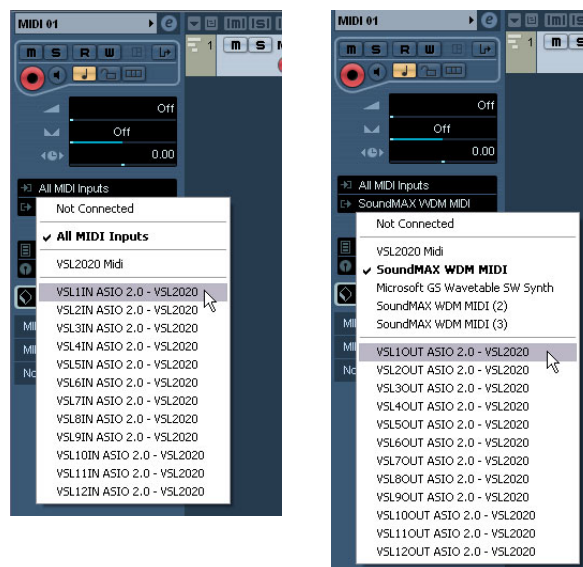 MIDI 01
m S R W
1 m S
Off
Off
0.00
All MIDI Inputs
Not Connected
All MIDI Inputs
VSL2020 Midi
VSL1IN ASIO 2.0 - VSL2020
VSL2IN ASIO 2.0 - VSL2020
VSL3IN ASIO 2.0 - VSL2020
VSL4IN ASIO 2.0 - VSL2020
VSL5IN ASIO 2.0 - VSL2020
VSL6IN ASIO 2.0 - VSL2020
VSL7IN ASIO 2.0 - VSL2020
VSL8IN ASIO 2.0 - VSL2020
VSL9IN ASIO 2.0 - VSL2020
VSL10IN ASIO 2.0 - VSL2020
VSL11IN ASIO 2.0 - VSL2020
VSL12IN ASIO 2.0 - VSL2020
MIDI 01
m S R W
1 m S
Off
Off
0.00
All MIDI Inputs
SoundMAX WDM MIDI
Not Connected
VSL2020 Midi
SoundMAX WDM MIDI
Microsoft GS Wavetable SW Synth
SoundMAX WDM MIDI (2)
SoundMAX WDM MIDI (3)
VSL1OUT ASIO 2.0 - VSL2020
VSL2OUT ASIO 2.0 - VSL2020
VSL3OUT ASIO 2.0 - VSL2020
VSL4OUT ASIO 2.0 - VSL2020
VSL5OUT ASIO 2.0 - VSL2020
VSL6OUT ASIO 2.0 - VSL2020
VSL7OUT ASIO 2.0 - VSL2020
VSL8OUT ASIO 2.0 - VSL2020
VSL9OUT ASIO 2.0 - VSL2020
VSL10OUT ASIO 2.0 - VSL2020
VSL11OUT ASIO 2.0 - VSL2020
VSL12OUT ASIO 2.0 - VSL2020